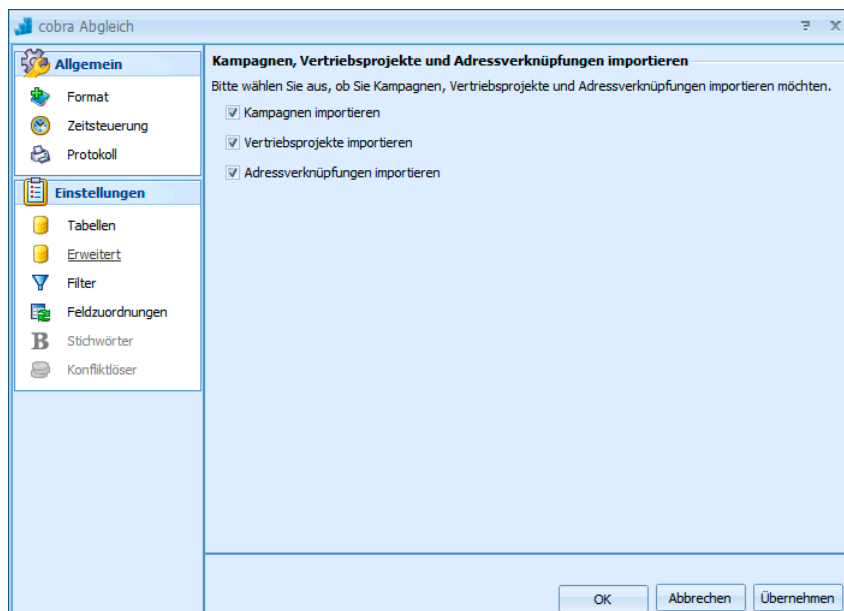 cobra Abgleich
Allgemein
Format
Zeitsteuerung
Protokoll
Einstellungen
Tabellen
Erweitert
Filter
Feldzuordnungen
B Stichwörter
Konfliktlöser
Kampagnen, Vertriebsprojekte und Adressverknüpfungen importieren
Bitte wählen Sie aus, ob Sie Kampagnen, Vertriebsprojekte und Adressverknüpfungen importieren möchten.
Kampagnen importieren
Vertriebsprojekte importieren
Adressverknüpfungen importieren
OK
Abbrechen
Übernehmen